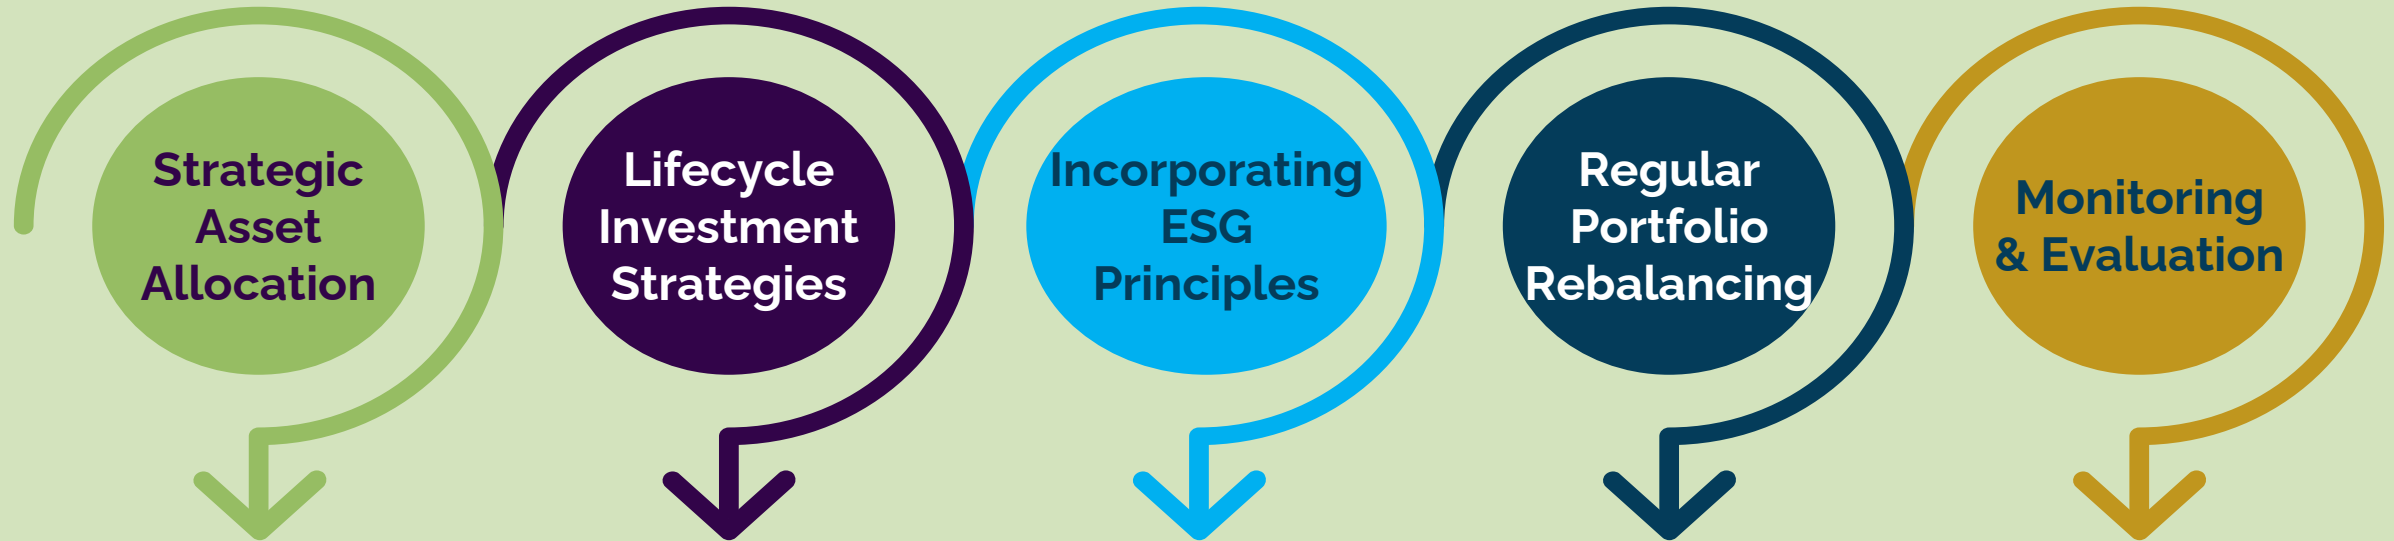 Strategic
Asset
Allocation
Lifecycle
Investment
Strategies
Incorporating
ESG
Principles
Regular
Portfolio
Rebalancing
Monitoring
& Evaluation